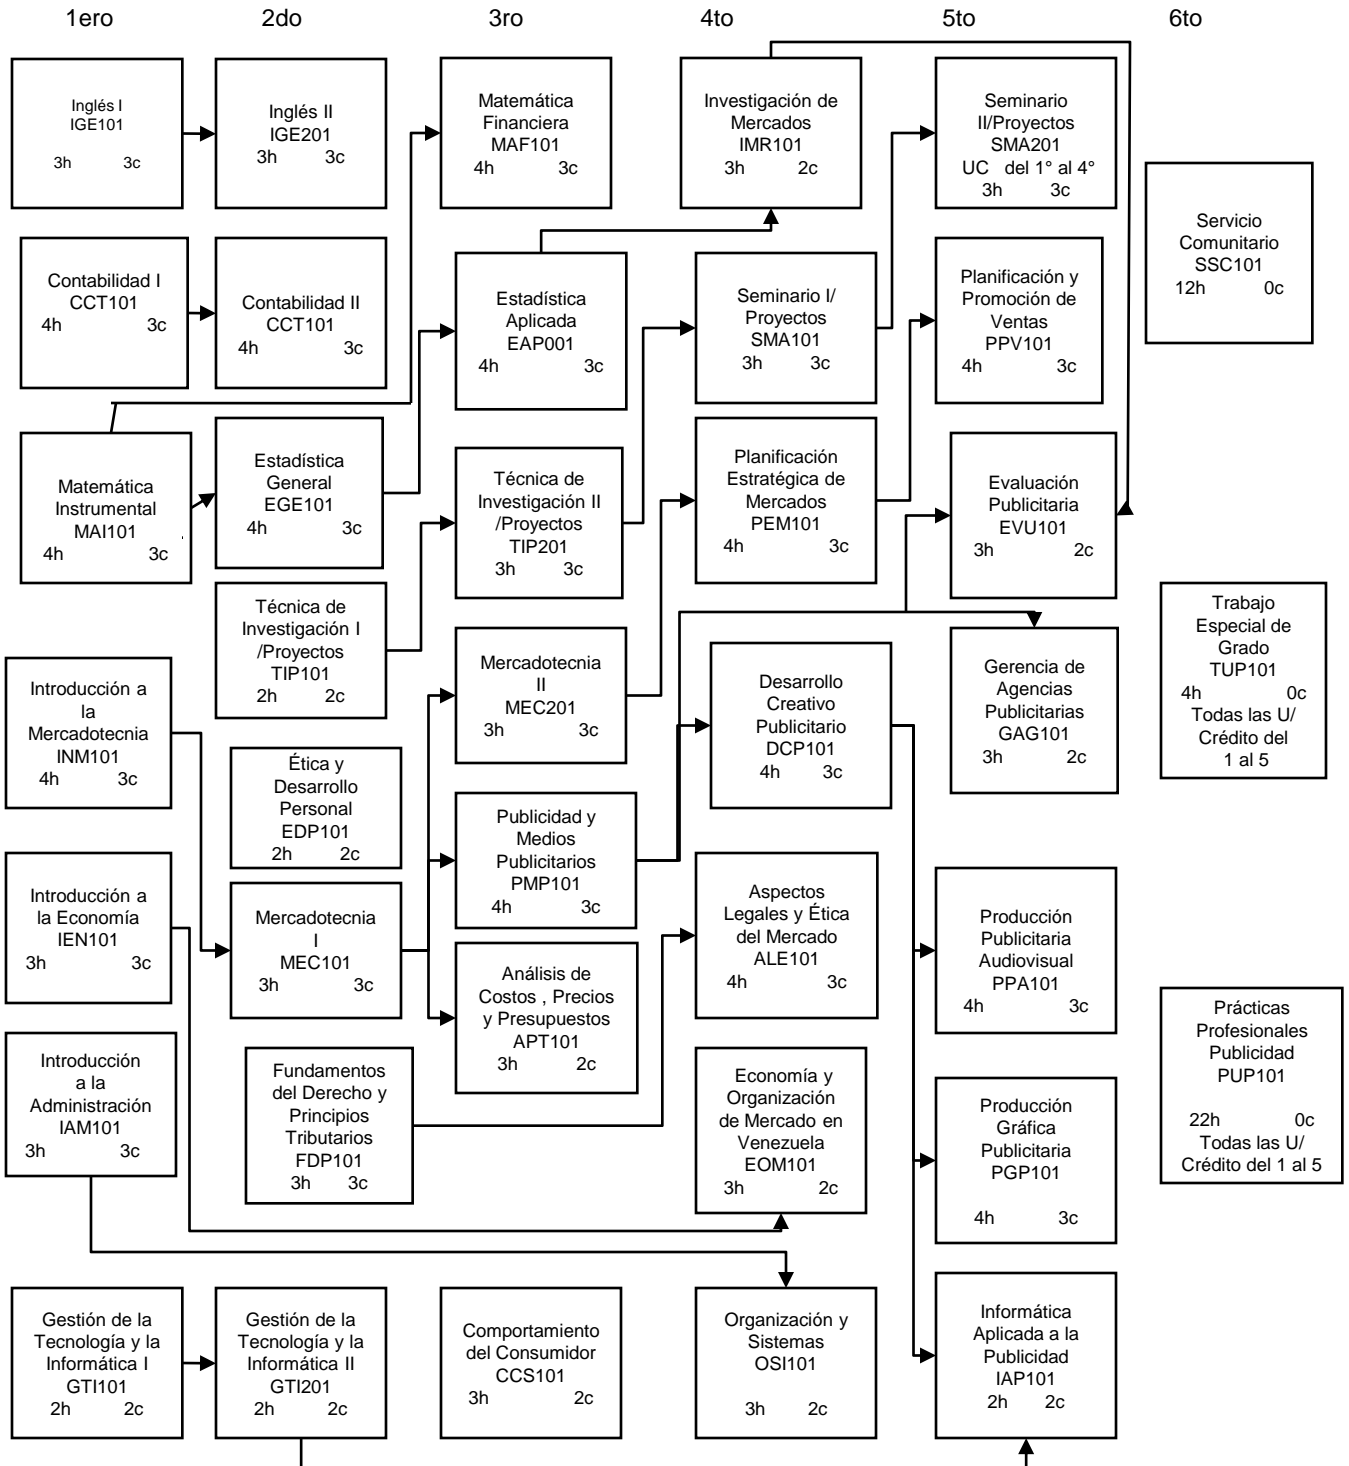 1ero 2do 3ro 4to 5to 6to
Inglés I
IGE101
3h 3c
Contabilidad I
CCT101
4h 3c
Matemática
Instrumental
MAI101
4h 3c
Introducción a
la
Mercadotecnia
INM101
4h 3c
Introducción a
la Economía
IEN101
3h 3c
Introducción
a la
Administración
IAM101
3h 3c
Gestión de la
Tecnología y la
Informática I
GTI101
2h 2c
Inglés II
IGE201
3h 3c
Contabilidad II
CCT101
4h 3c
Estadística
General
EGE101
4h 3c
Técnica de
Investigación I
/Proyectos
TIP101
2h 2c
Ética y
Desarrollo
Personal
EDP101
2h 2c
Mercadotecnia
I
MEC101
3h 3c
Fundamentos
del Derecho y
Principios
Tributarios
FDP101
3h 3c
Gestión de la
Tecnología y la
Informática II
GTI201
2h 2c
Matemática
Financiera
MAF101
4h 3c
Estadística
Aplicada
EAP001
4h 3c
Técnica de
Investigación II
/Proyectos
TIP201
3h 3c
Mercadotecnia
II
MEC201
3h 3c
Publicidad y
Medios
Publicitarios
PMP101
4h 3c
Análisis de
Costos , Precios
y Presupuestos
APT101
3h 2c
Comportamiento
del Consumidor
CCS101
3h 2c
Investigación de
Mercados
IMR101
3h 2c
Seminario I/
Proyectos
SMA101
3h 3c
Planificación
Estratégica de
Mercados
PEM101
4h 3c
Desarrollo
Creativo
Publicitario
DCP101
4h 3c
Aspectos
Legales y Ética
del Mercado
ALE101
4h 3c
Economía y
Organización
de Mercado en
Venezuela
EOM101
3h 2c
Organización y
Sistemas
OSI101
3h 2c
Seminario
II/Proyectos
SMA201
UC del 1° al 4°
3h 3c
Planificación y
Promoción de
Ventas
PPV101
4h 3c
Evaluación
Publicitaria
EVU101
3h 2c
Gerencia de
Agencias
Publicitarias
GAG101
3h 2c
Producción
Publicitaria
Audiovisual
PPA101
4h 3c
Producción
Gráfica
Publicitaria
PGP101
4h 3c
Informática
Aplicada a la
Publicidad
IAP101
2h 2c
Servicio
Comunitario
SSC101
12h 0c
Trabajo
Especial de
Grado
TUP101
4h 0c
Todas las U/
Crédito del
1 al 5
Prácticas
Profesionales
Publicidad
PUP101
22h 0c
Todas las U/
Crédito del 1 al 5